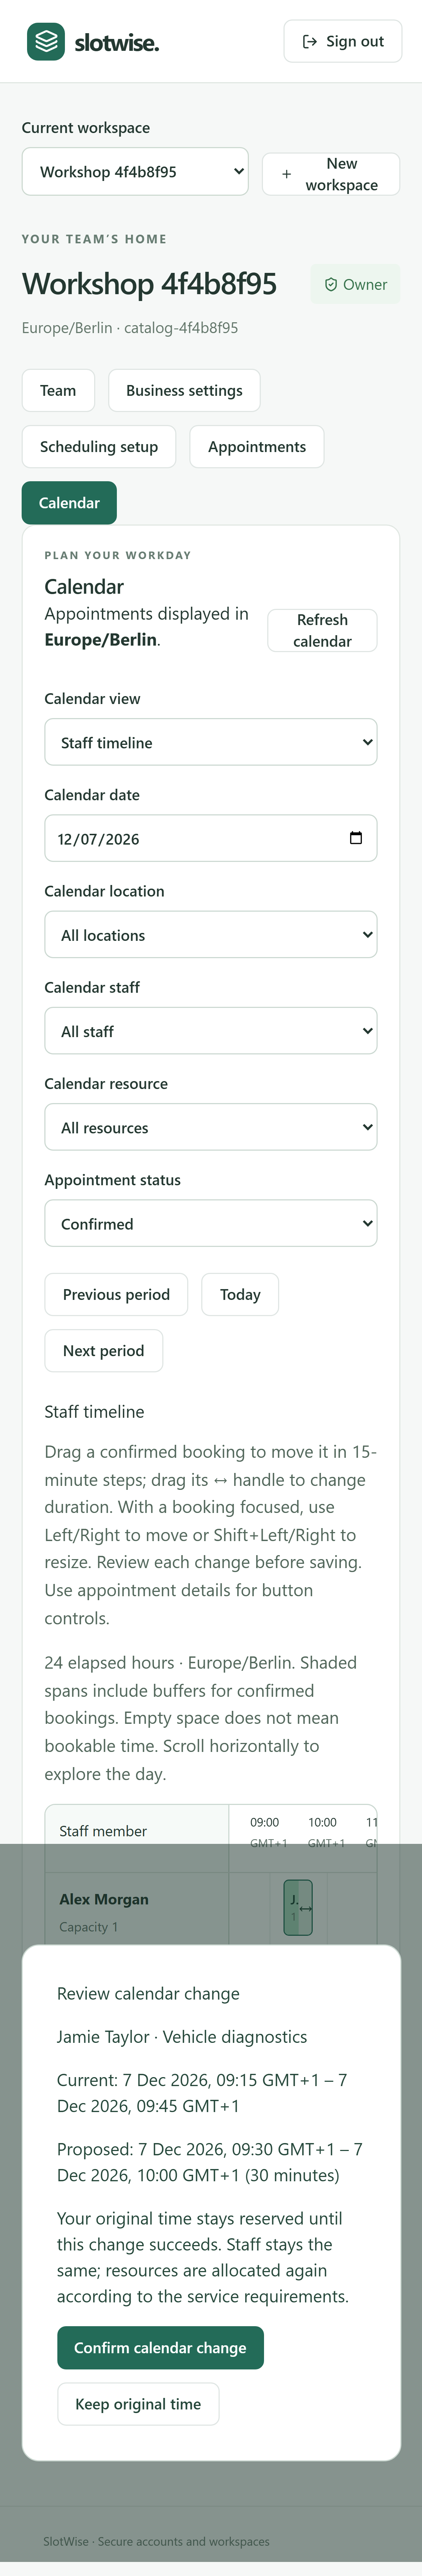 slotwise.
Sign out
Current workspace
Workshop 4f4b8f95
New
workspace
YOUR TEAM'S HOME
Workshop 4f4b8f95
Owner
Europe/Berlin · catalog-4f4b8f95
Team
Business settings
Scheduling setup
Appointments
Calendar
PLAN YOUR WORKDAY
Calendar
Appointments displayed in
Europe/Berlin.
Refresh
calendar
Calendar view
Staff timeline
Calendar date
12/07/2026
Calendar location
All locations
Calendar staff
All staff
Calendar resource
All resources
Appointment status
Confirmed
Previous period
Today
Next period
Staff timeline
Drag a confirmed booking to move it in 15-
minute steps; drag its ↔ handle to change
duration. With a booking focused, use
Left/Right to move or Shift+Left/Right to
resize. Review each change before saving.
Use appointment details for button
controls.
24 elapsed hours · Europe/Berlin. Shaded
spans include buffers for confirmed
bookings. Empty space does not mean
bookable time. Scroll horizontally to
explore the day.
Staff member
09:00
10:00
11
GMT+1
GMT+1
Alex Morgan
J.
Capacity 1
Review calendar change
Jamie Taylor · Vehicle diagnostics
Current: 7 Dec 2026, 09:15 GMT+1 – 7
Dec 2026, 09:45 GMT+1
Proposed: 7 Dec 2026, 09:30 GMT+1 – 7
Dec 2026, 10:00 GMT+1 (30 minutes)
Your original time stays reserved until
this change succeeds. Staff stays the
same; resources are allocated again
according to the service requirements.
Confirm calendar change
Keep original time
SlotWise · Secure accounts and workspaces